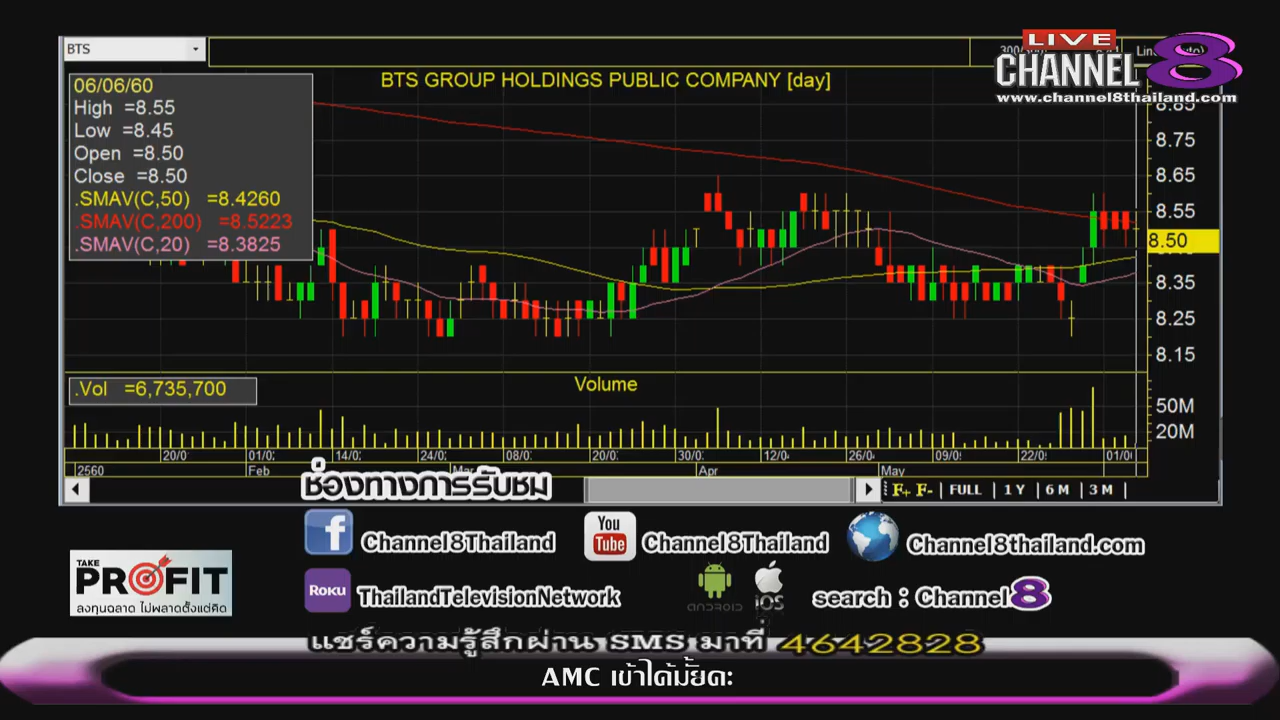 BTS
LIVE
CHANNEL 8
www.channel8thailand.com
BTS GROUP HOLDINGS PUBLIC COMPANY [day]
06/06/60
High =8.55
Low =8.45
Open =8.50
Close =8.50
.SMAV(C,50) =8.4260
.SMAV(C,200) =8.5223
.SMAV(C,20) =8.3825
8.75
8.65
8.55
8.50
8.35
8.25
8.15
.Vol =6,735,700
Volume
50M
20M
20/0 01/0 14/0 24/0 08/0 20/0 30/0 12/0 26/0 09/0 22/0 01/0
2560 Feb Mar Apr May
F+ F- FULL 1 Y 6 M 3 M
ช่องทางการรับชม
f Channel8Thailand
You Tube Channel8Thailand
Channel8thailand.com
TAKE PROFIT
ลงทุนฉลาด ไม่พลาดตั้งแต่คิด
ROKU ThailandTelevisionNetwork
ANDROID
iOS
search : Channel8
แชร์ความรู้สึกผ่าน SMS มาที่ 4642828
AMC เข้าได้มั้ยคะ